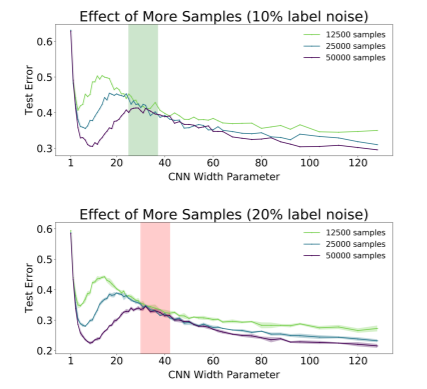 Effect of More Samples (10% label noise)
12500 samples
25000 samples
50000 samples
0.6
0.5
0.4
0.3
Test Error
1 20 40 60 80 100 120
CNN Width Parameter
Effect of More Samples (20% label noise)
12500 samples
25000 samples
50000 samples
0.6
0.5
0.4
0.3
0.2
Test Error
1 20 40 60 80 100 120
CNN Width Parameter